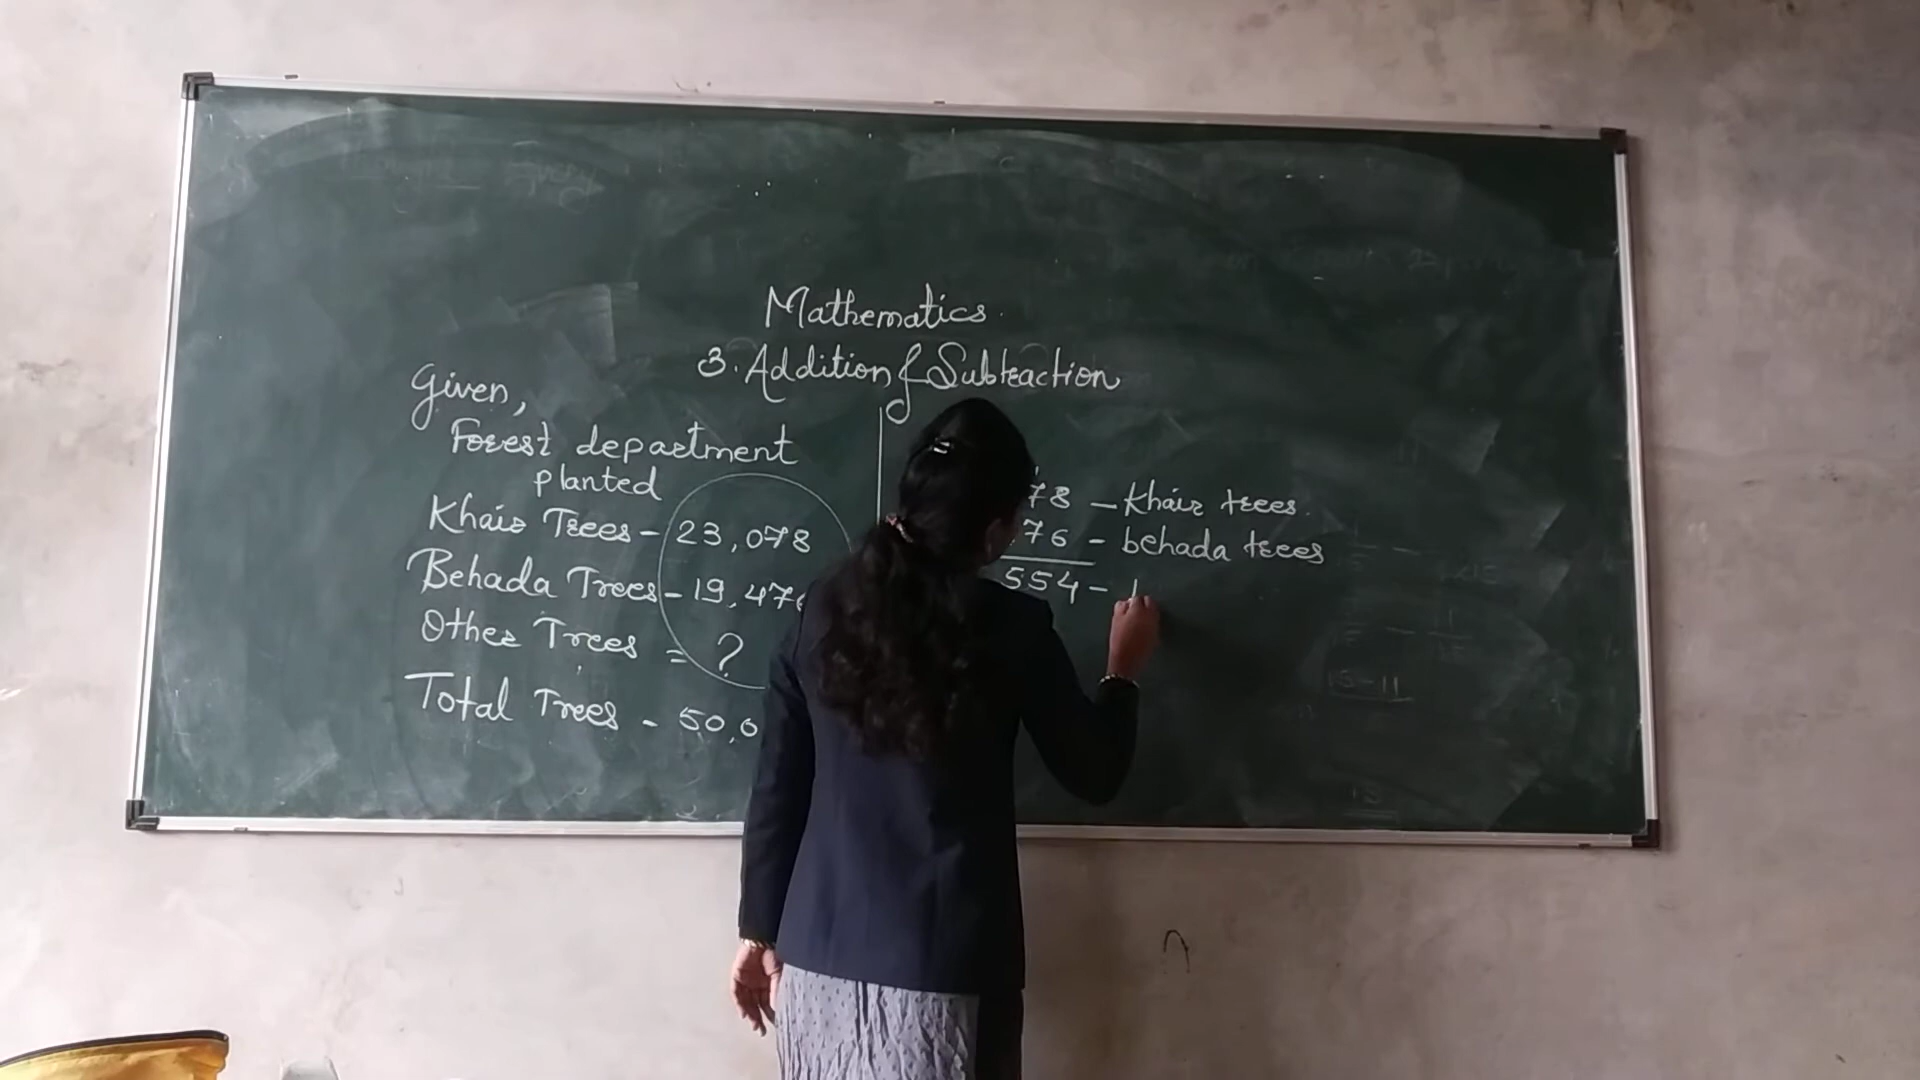 Mathematics
3. Addition & Subtraction
Given,
Forest department
planted
Khair Trees - 23,078
Behada Trees - 19,476
Other Trees = ?
Total Trees - 50,0
78 - Khair trees.
76 - behada trees
554 -